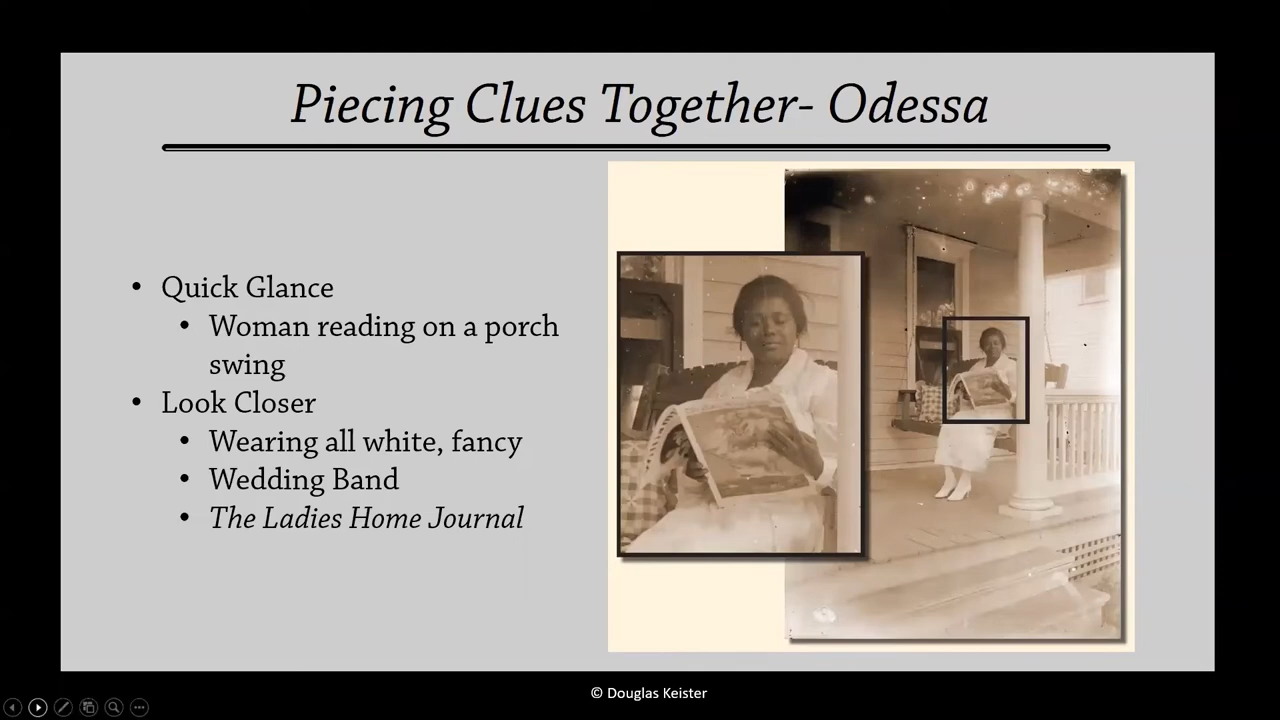 Piecing Clues Together- Odessa
• Quick Glance
• Woman reading on a porch
swing
• Look Closer
• Wearing all white, fancy
• Wedding Band
• The Ladies Home Journal
© Douglas Keister